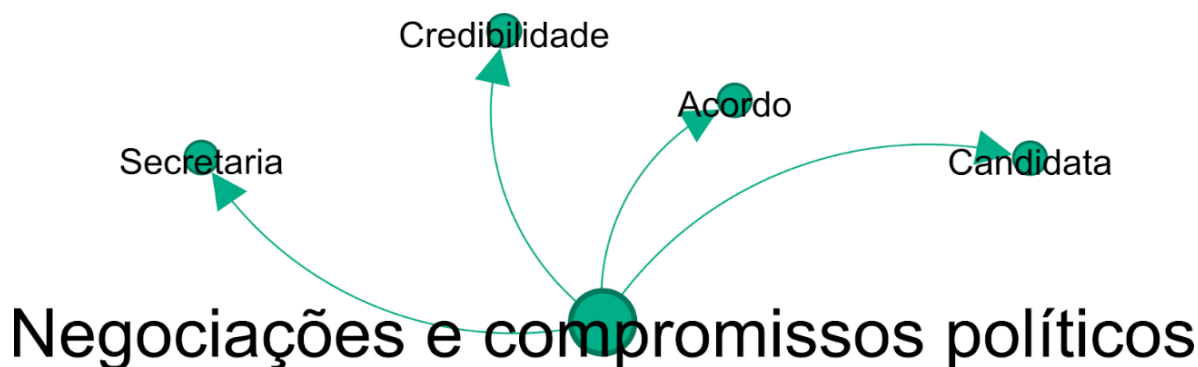 Credibilidade
Acordo
Secretaria
Candidata
Negociações e compromissos políticos